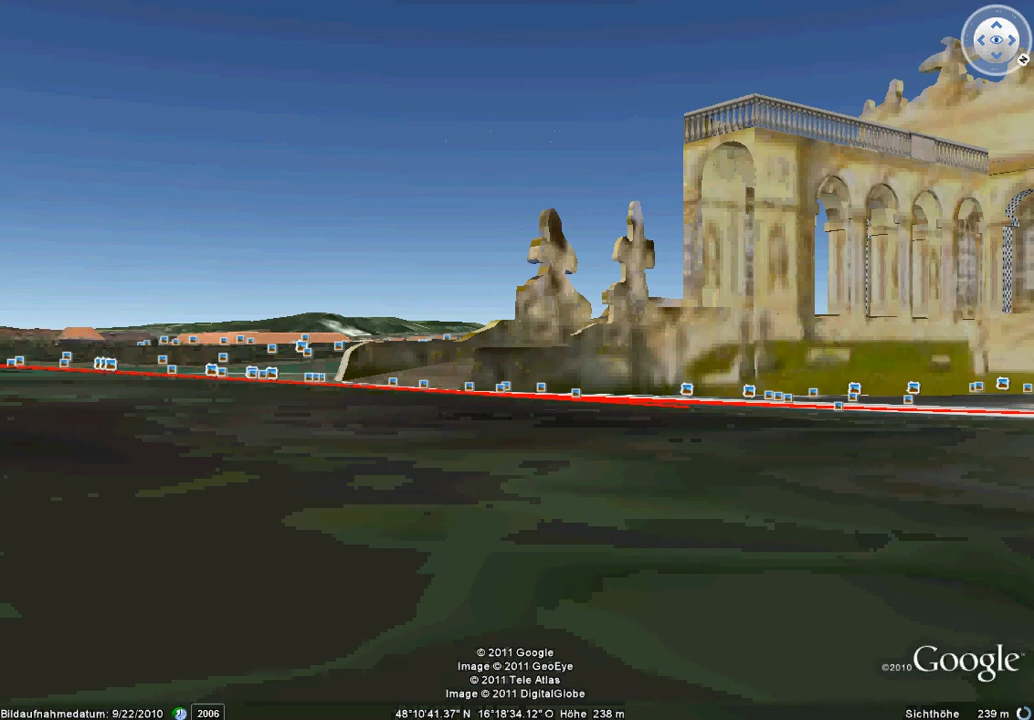 N
© 2011 Google
Image © 2011 GeoEye
© 2011 Tele Atlas
Image © 2011 DigitalGlobe
©2010 Google™
Bildaufnahmedatum: 9/22/2010 2006 48°10'41.37" N 16°18'34.12" O Höhe 238 m Sichthöhe 239 m